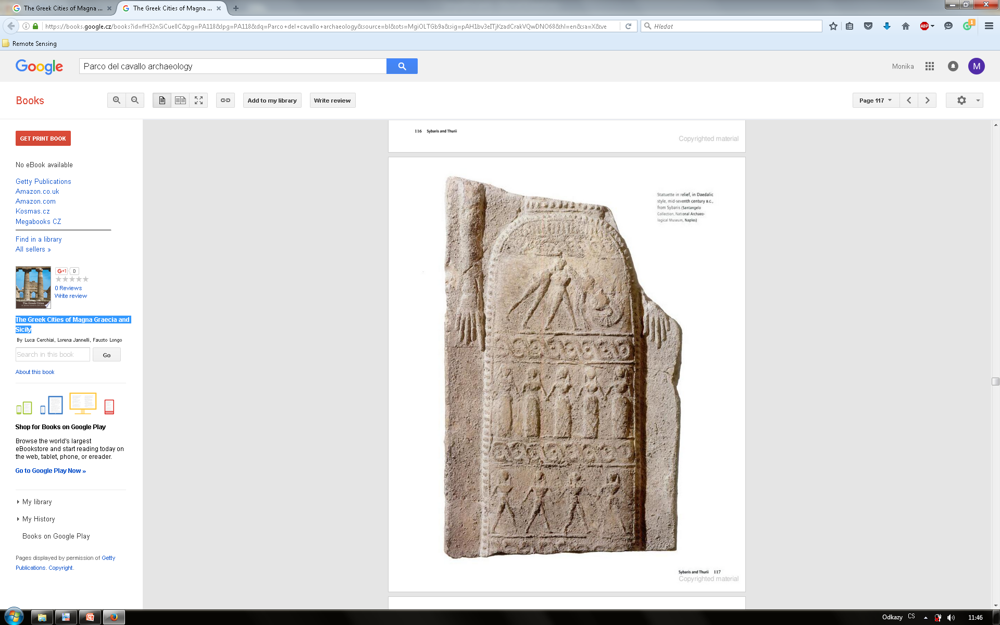 The Greek Cities of Magna ...
The Greek Cities of Magna ...
https://books.google.cz/books?id=fH32nSiCue0C&pg=PA118&lpg=PA118&dq=Parco+del+cavallo+archaeology&source=bl&ots=MgiOLTGb9a&sig=pAH1bv3eITjKzadCrakVQwDNO68&hl=en&sa=X&ve
Hledat
ABP
1
Remote Sensing
Google
Parco del cavallo archaeology
Monika
M
Books
Add to my library
Write review
Page 117
GET PRINT BOOK
No eBook available
Getty Publications
Amazon.co.uk
Amazon.com
Kosmas.cz
Megabooks CZ
Find in a library
All sellers »
The Greek Cities
G+1
0
0 Reviews
Write review
The Greek Cities of Magna Graecia and
Sicily
By Luca Cerchiai, Lorena Jannelli, Fausto Longo
Search in this book
Go
About this book
Shop for Books on Google Play
Browse the world's largest
eBookstore and start reading today on
the web, tablet, phone, or ereader.
Go to Google Play Now »
My library
My History
Books on Google Play
Pages displayed by permission of Getty
Publications. Copyright.
116 Sybaris and Thurii
Copyrighted material
Statuette in relief, in Daedalic
style, mid-seventh century B.C.,
from Sybaris (Santangelo
Collection, National Archaeo-
logical Museum, Naples)
Sybaris and Thurii 117
Copyrighted material
Odkazy
CS
11:46